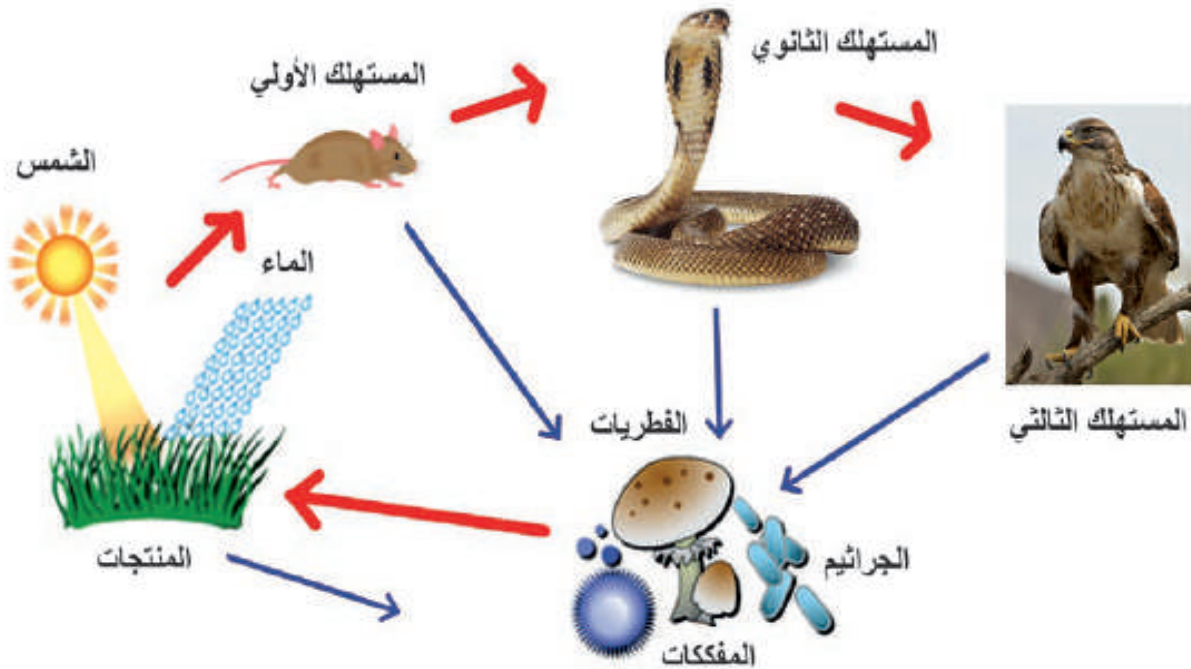 المستهلك الثانوي
المستهلك الأولي
الشمس
الماء
المستهلك الثالثي
الفطريات
المنتجات
الجراثيم
المفككات